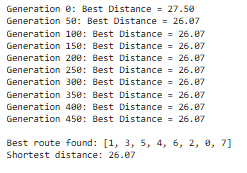 Generation 0: Best Distance = 27.50
Generation 50: Best Distance = 26.07
Generation 100: Best Distance = 26.07
Generation 150: Best Distance = 26.07
Generation 200: Best Distance = 26.07
Generation 250: Best Distance = 26.07
Generation 300: Best Distance = 26.07
Generation 350: Best Distance = 26.07
Generation 400: Best Distance = 26.07
Generation 450: Best Distance = 26.07
Best route found: [1, 3, 5, 4, 6, 2, 0, 7]
Shortest distance: 26.07